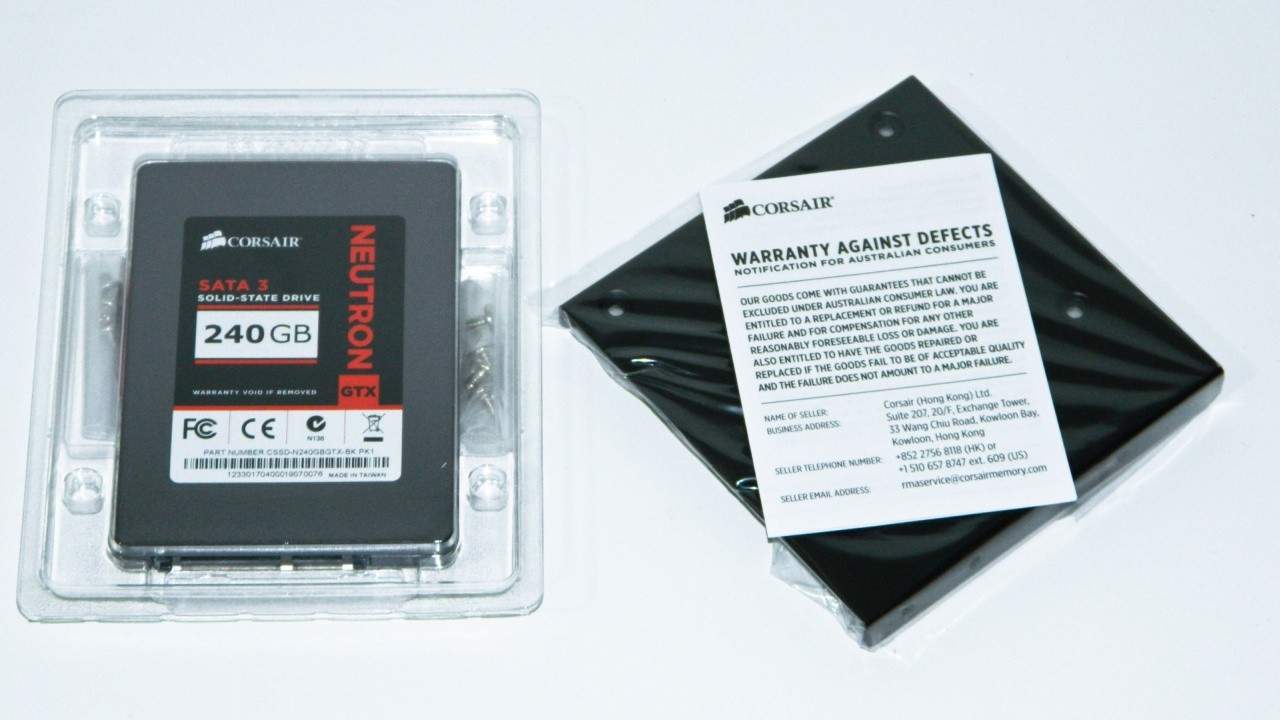 CORSAIR
SATA 3
SOLID-STATE DRIVE
240 GB
NEUTRON
GTX
WARRANTY VOID IF REMOVED
FC CE
N136
PART NUMBER CSSD-N240GBGTX-BK PK1
12330170400019570076 MADE IN TAIWAN
CORSAIR
WARRANTY AGAINST DEFECTS
NOTIFICATION FOR AUSTRALIAN CONSUMERS
OUR GOODS COME WITH GUARANTEES THAT CANNOT BE
EXCLUDED UNDER AUSTRALIAN CONSUMER LAW. YOU ARE
ENTITLED TO A REPLACEMENT OR REFUND FOR A MAJOR
FAILURE AND FOR COMPENSATION FOR ANY OTHER
REASONABLY FORESEEABLE LOSS OR DAMAGE. YOU ARE
ALSO ENTITLED TO HAVE THE GOODS REPAIRED OR
REPLACED IF THE GOODS FAIL TO BE OF ACCEPTABLE QUALITY
AND THE FAILURE DOES NOT AMOUNT TO A MAJOR FAILURE.
NAME OF SELLER: Corsair (Hong Kong) Ltd.
BUSINESS ADDRESS: Suite 207, 20/F, Exchange Tower,
33 Wang Chiu Road, Kowloon Bay,
Kowloon, Hong Kong
SELLER TELEPHONE NUMBER: +852 2756 8118 (HK) or
+1 510 657 8747 ext. 609 (US)
SELLER EMAIL ADDRESS: rmaservice@corsairmemory.com